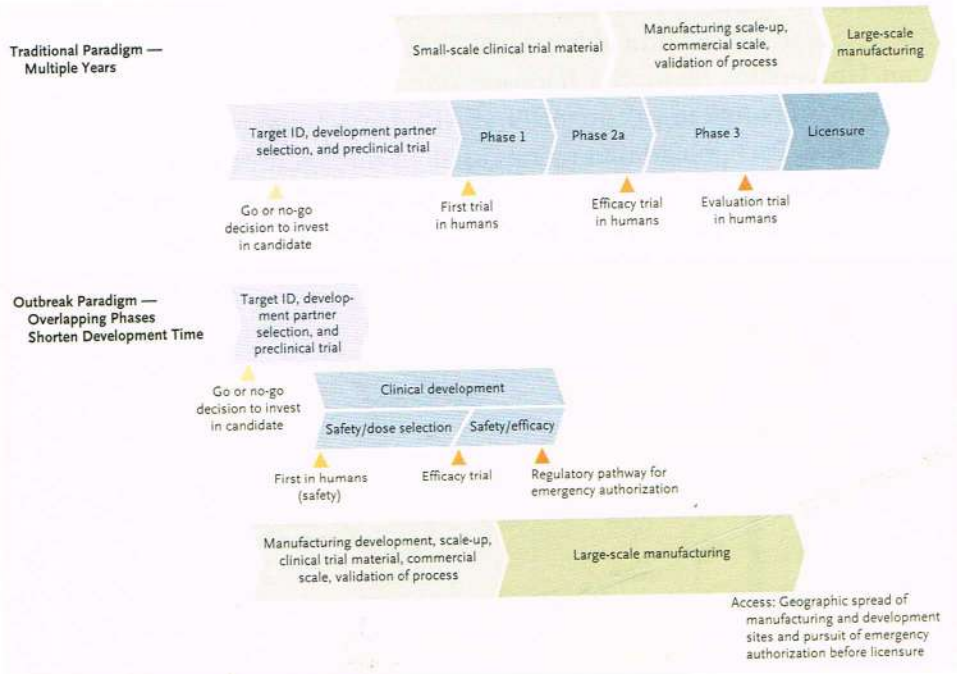 Traditional Paradigm —
Multiple Years
Small-scale clinical trial material
Manufacturing scale-up,
commercial scale,
validation of process
Large-scale
manufacturing
Target ID, development partner
selection, and preclinical trial
Phase 1
Phase 2a
Phase 3
Licensure
Go or no-go
decision to invest
in candidate
First trial
in humans
Efficacy trial
in humans
Evaluation trial
in humans
Outbreak Paradigm —
Overlapping Phases
Shorten Development Time
Target ID, develop-
ment partner
selection, and
preclinical trial
Go or no-go
decision to invest
in candidate
Clinical development
Safety/dose selection
Safety/efficacy
First in humans
(safety)
Efficacy trial
Regulatory pathway for
emergency authorization
Manufacturing development, scale-up,
clinical trial material, commercial
scale, validation of process
Large-scale manufacturing
Access: Geographic spread of
manufacturing and development
sites and pursuit of emergency
authorization before licensure